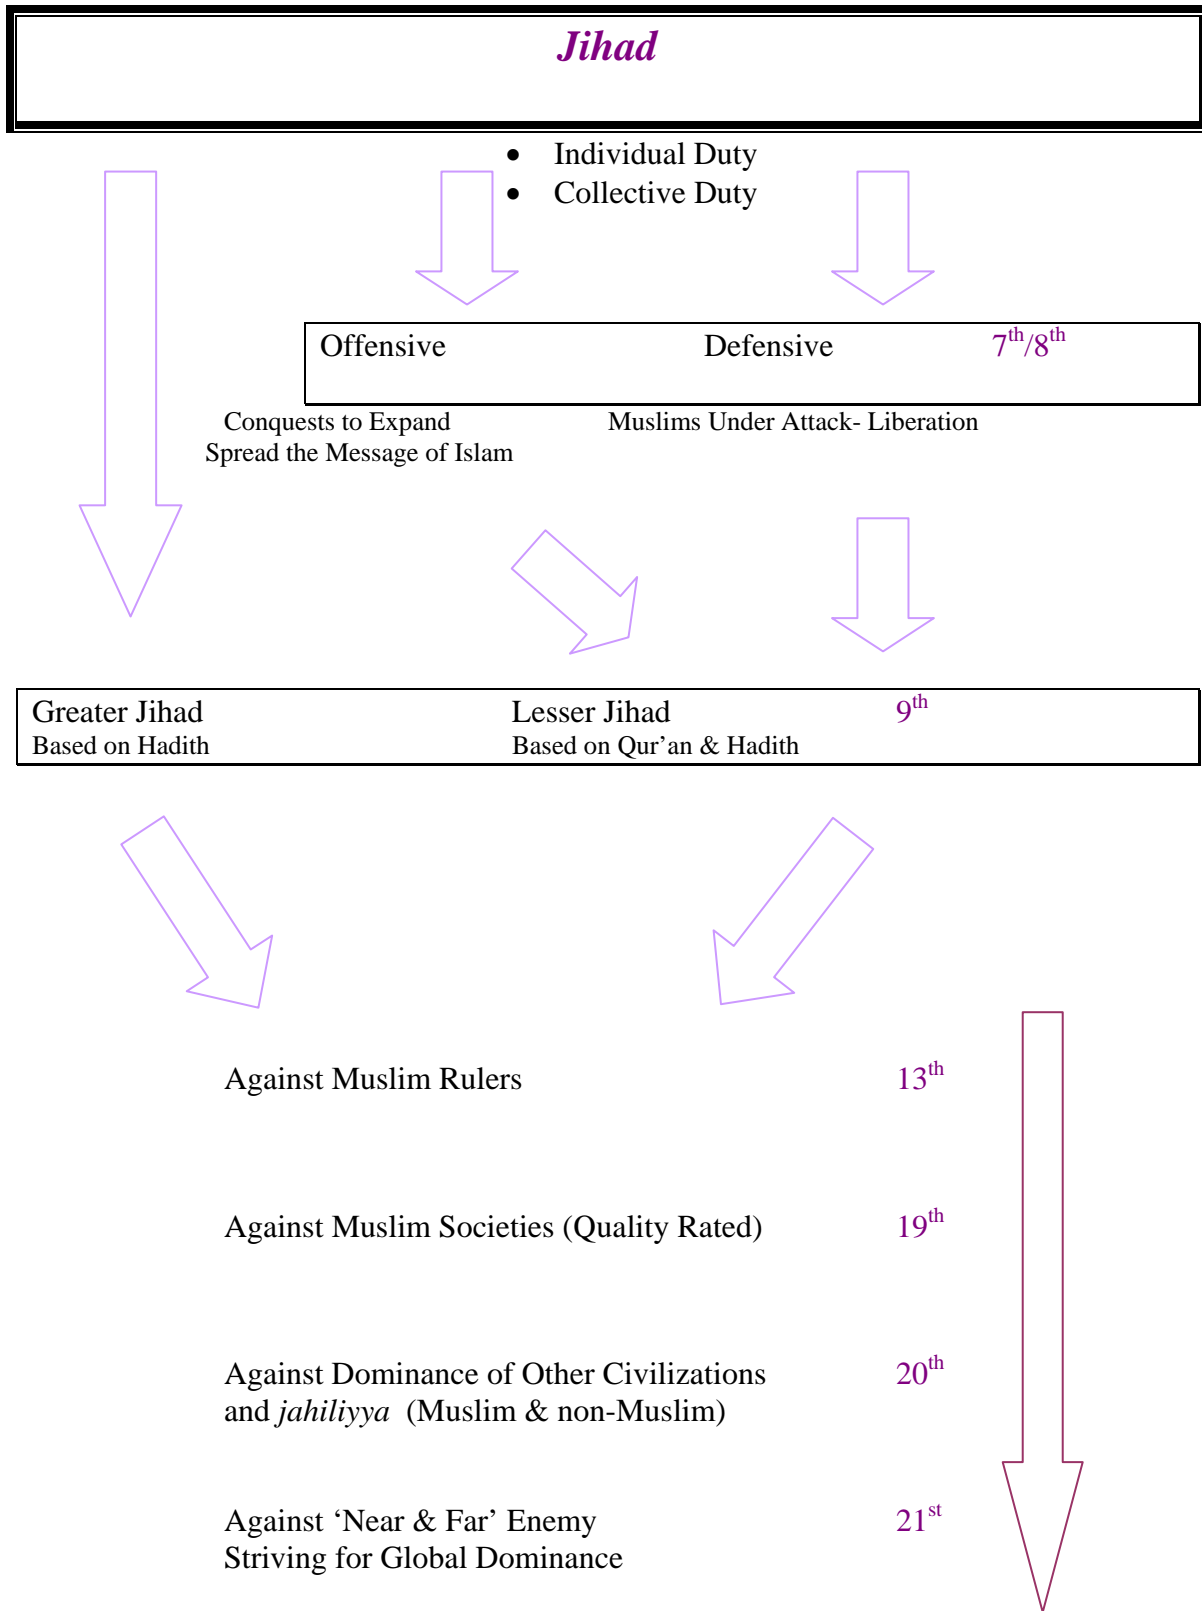 Jihad
• Individual Duty
• Collective Duty
Offensive Defensive 7th/8th
Conquests to Expand Muslims Under Attack- Liberation
Spread the Message of Islam
Greater Jihad Lesser Jihad 9th
Based on Hadith Based on Qur’an & Hadith
Against Muslim Rulers 13th
Against Muslim Societies (Quality Rated) 19th
Against Dominance of Other Civilizations 20th
and jahiliyya (Muslim & non-Muslim)
Against ‘Near & Far’ Enemy 21st
Striving for Global Dominance